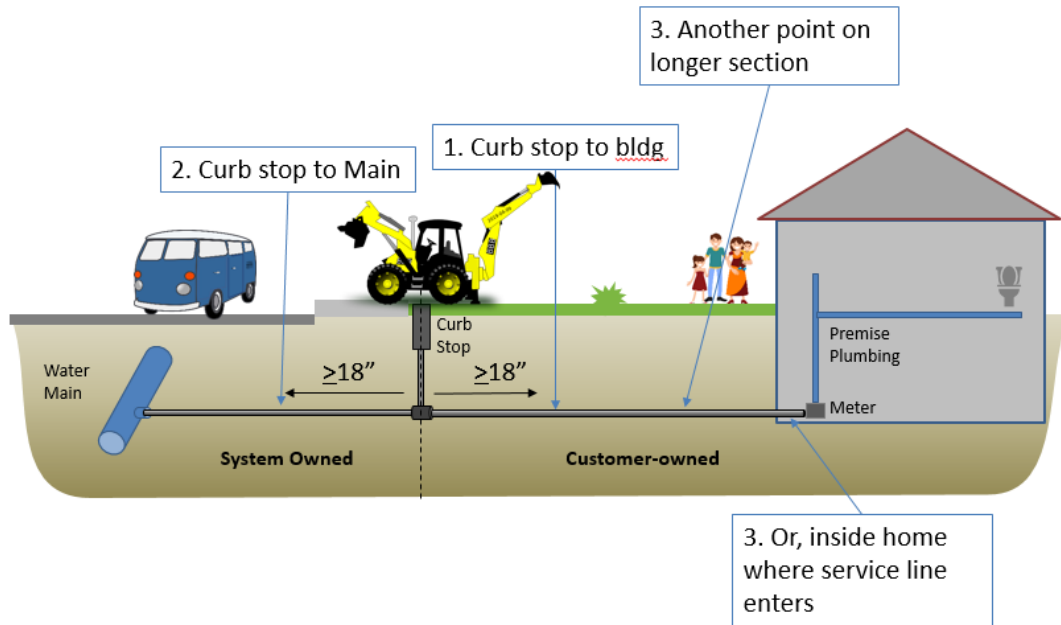 3. Another point on
longer section
1. Curb stop to bldg
2. Curb stop to Main
Curb
Stop
Water
Main
≥18”
≥18”
Premise
Plumbing
Meter
System Owned
Customer-owned
3. Or, inside home
where service line
enters